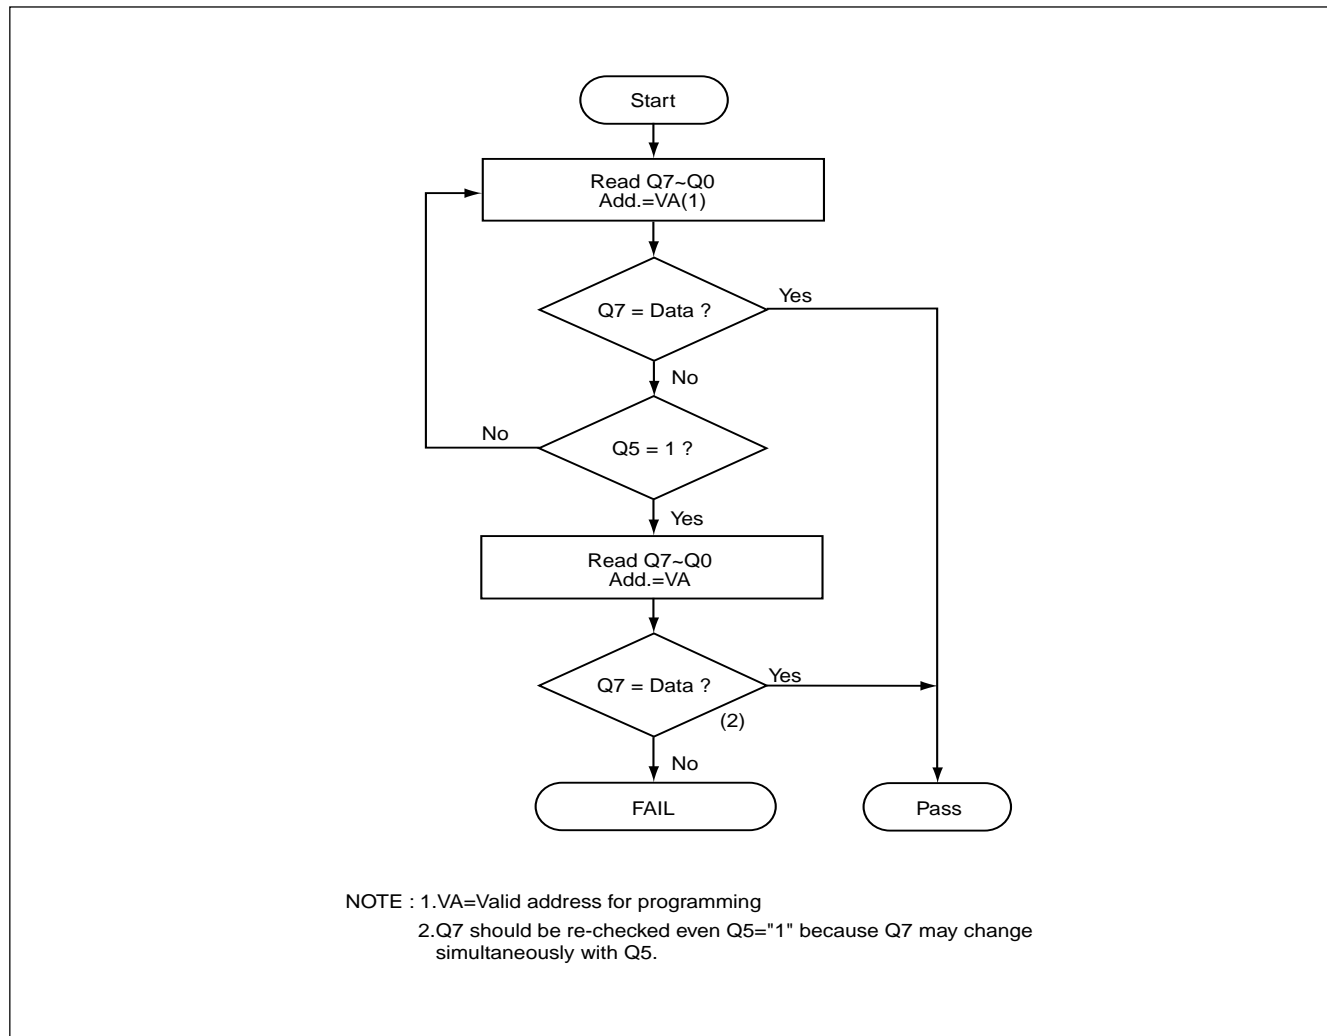 Start
Read Q7~Q0
Add.=VA(1)
Q7 = Data ?
Yes
No
Q5 = 1 ?
No
Yes
Read Q7~Q0
Add.=VA
Q7 = Data ?
Yes
(2)
No
FAIL
Pass
NOTE : 1.VA=Valid address for programming
2.Q7 should be re-checked even Q5="1" because Q7 may change
simultaneously with Q5.